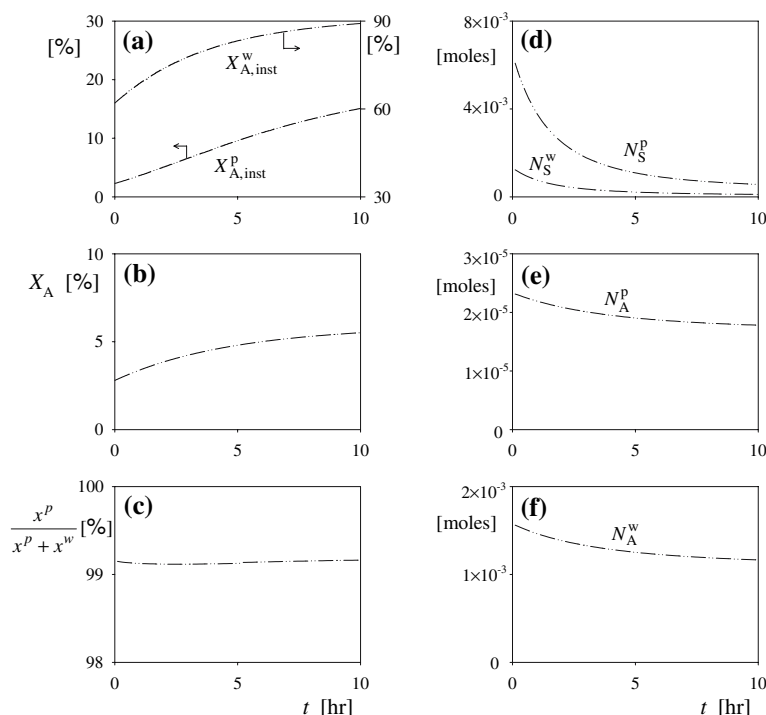 (a)
[%]
30
20
10
0
0
5
10
90
[%]
60
30
X^w_A,inst
X^p_A,inst
(b)
X_A [%]
10
5
0
0
5
10
(c)
x^p
x^p + x^w
[%]
100
99
98
0
5
10
t [hr]
(d)
[moles]
8×10^-3
4×10^-3
0
0
5
10
N^w_S
N^p_S
(e)
[moles]
3×10^-5
2×10^-5
1×10^-5
0
0
5
10
N^p_A
(f)
[moles]
2×10^-3
1×10^-3
0
0
5
10
N^w_A
t [hr]